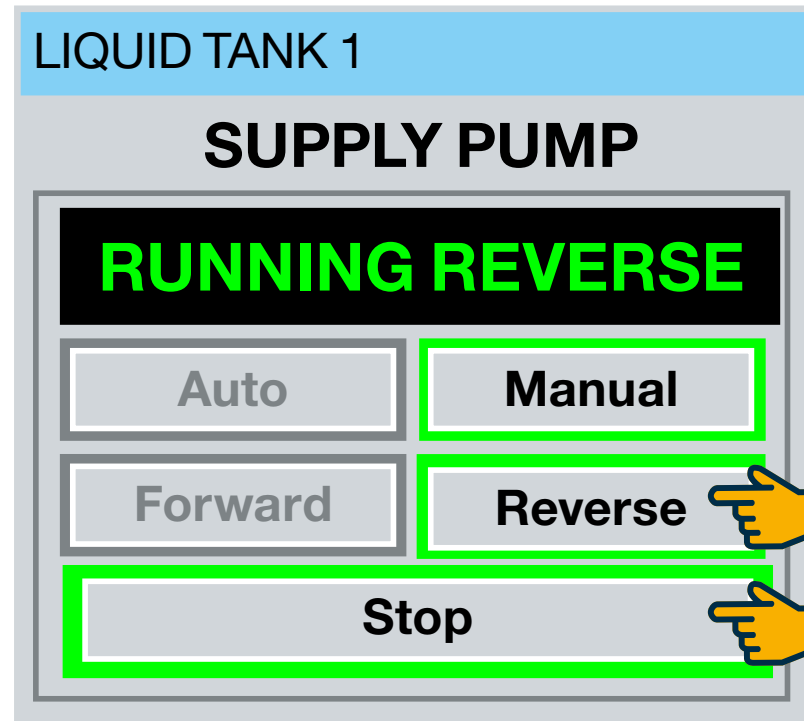 LIQUID TANK 1
SUPPLY PUMP
RUNNING REVERSE
Auto
Manual
Forward
Reverse
Stop